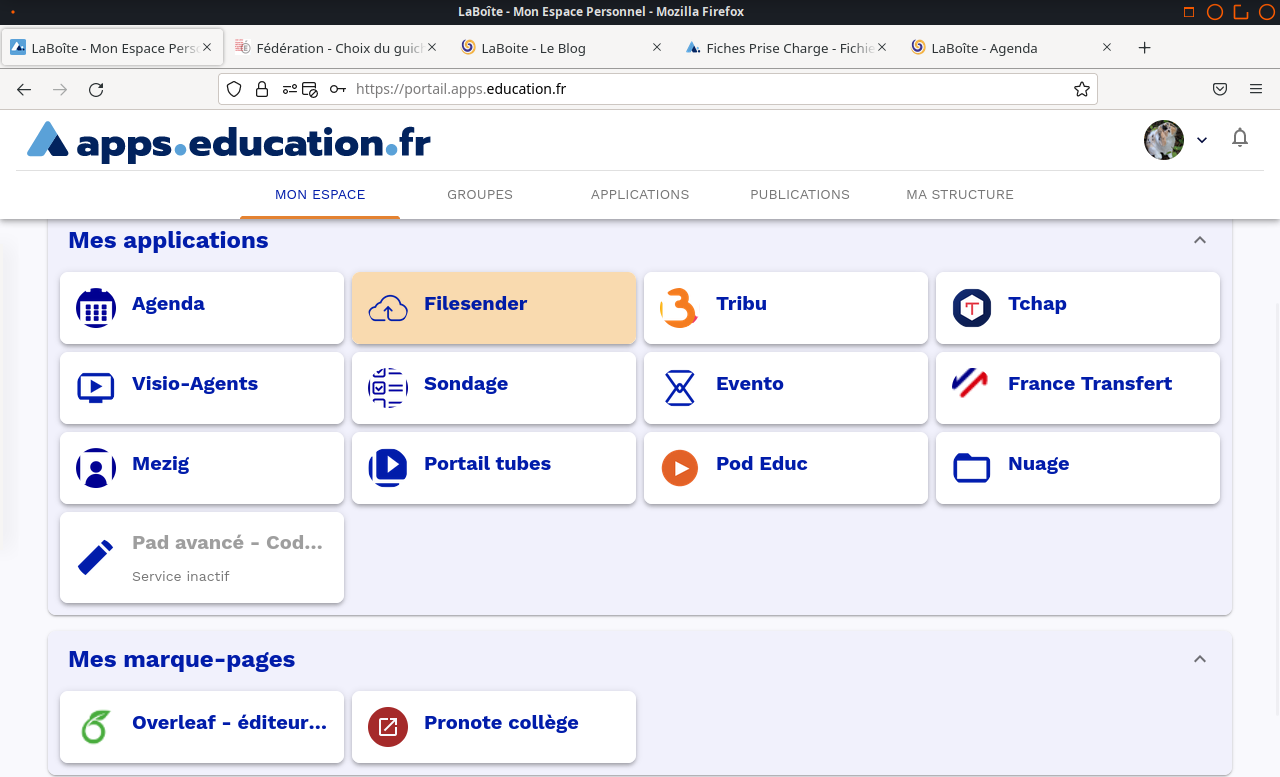 LaBoîte - Mon Espace Personnel - Mozilla Firefox
LaBoîte - Mon Espace Perso
Fédération - Choix du guic
LaBoite - Le Blog
Fiches Prise Charge - Fichie
LaBoîte - Agenda
https://portail.apps.education.fr
apps.education.fr
MON ESPACE
GROUPES
APPLICATIONS
PUBLICATIONS
MA STRUCTURE
Mes applications
Agenda
Filesender
Tribu
Tchap
Visio-Agents
Sondage
Evento
France Transfert
Mezig
Portail tubes
Pod Educ
Nuage
Pad avancé - Cod...
Service inactif
Mes marque-pages
Overleaf - éditeur...
Pronote collège